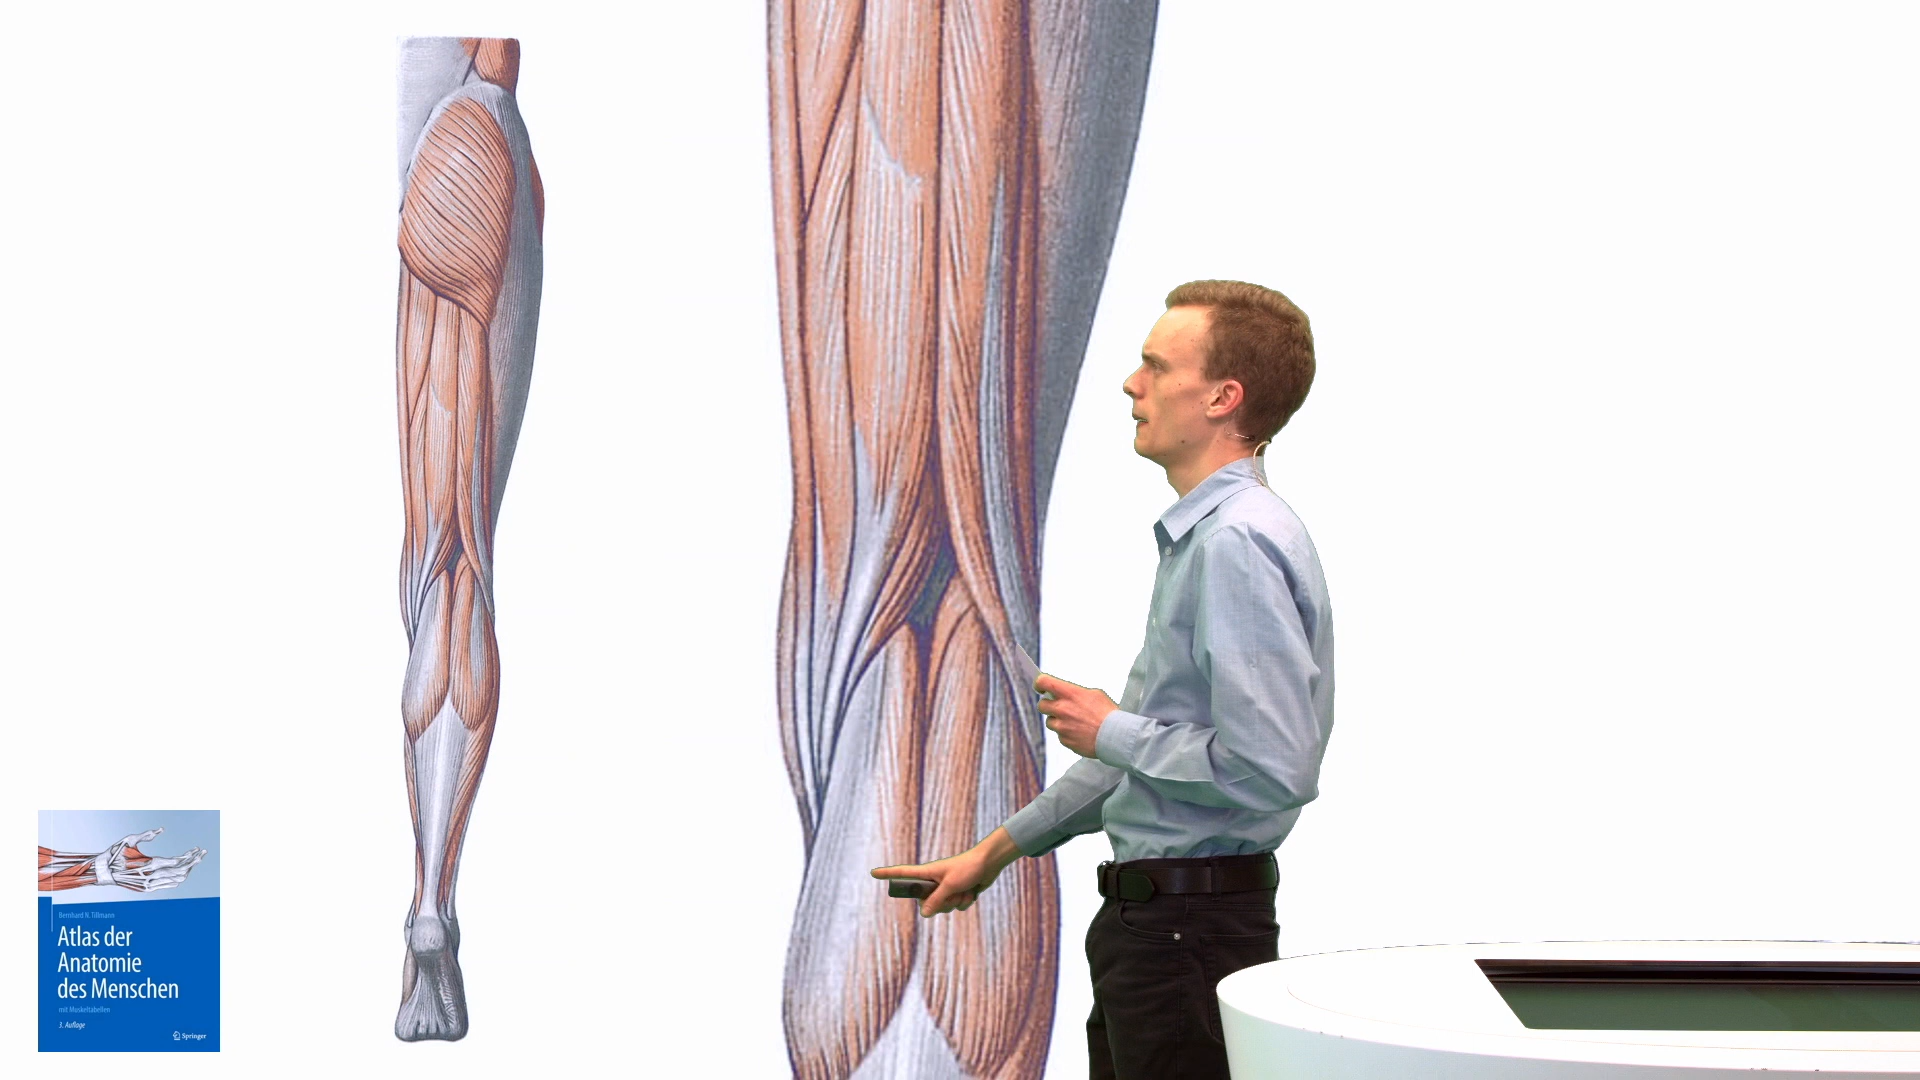 Bernhard N. Tillmann
Atlas der
Anatomie
des Menschen
mit Muskeltabellen
3. Auflage
Springer